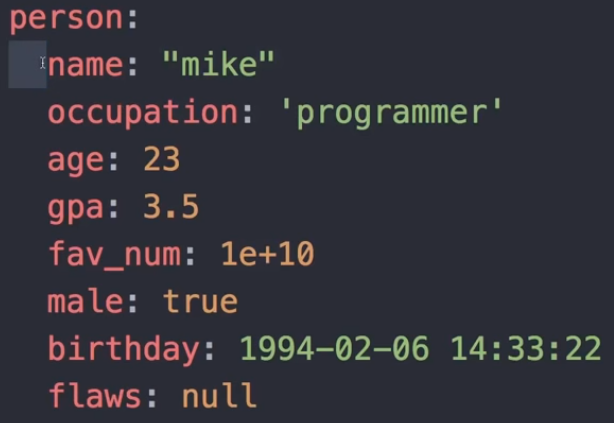 person:
  name: "mike"
  occupation: 'programmer'
  age: 23
  gpa: 3.5
  fav_num: 1e+10
  male: true
  birthday: 1994-02-06 14:33:22
  flaws: null